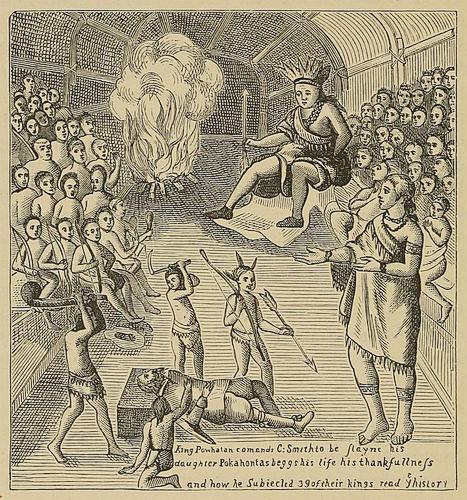 King Powhatan comands C: Smith to be slayne his
daughter Pokahontas beggs his life his thankfullness
and how he Subiected 39 of their kings read yᵉ history